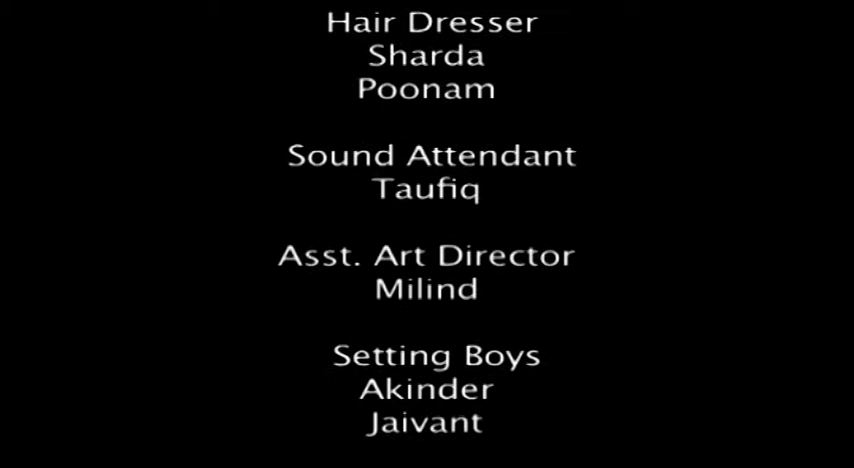 Hair Dresser
Sharda
Poonam
Sound Attendant
Taufiq
Asst. Art Director
Milind
Setting Boys
Akinder
Jaivant